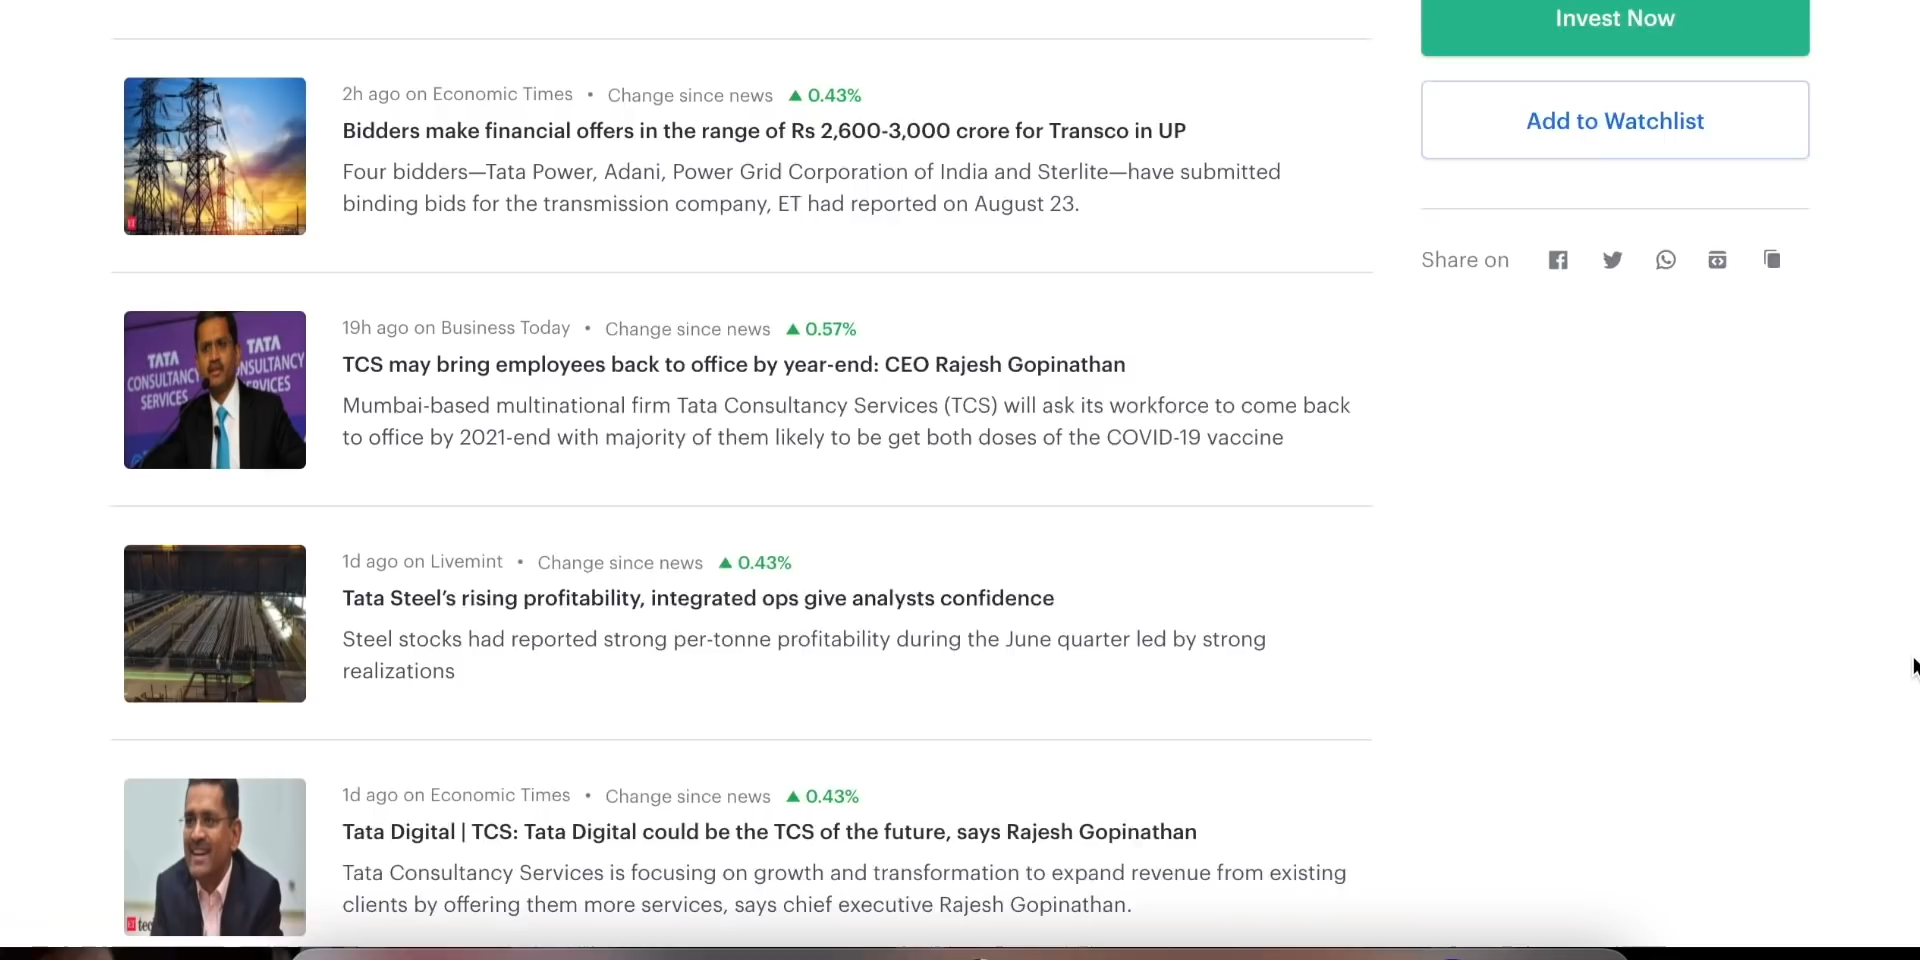 Invest Now
2h ago on Economic Times • Change since news ▲ 0.43%
Bidders make financial offers in the range of Rs 2,600-3,000 crore for Transco in UP
Four bidders—Tata Power, Adani, Power Grid Corporation of India and Sterlite—have submitted
binding bids for the transmission company, ET had reported on August 23.
Add to Watchlist
Share on
TATA
CONSULTANCY
SERVICES
TATA
NSULTANCY
ERVICES
19h ago on Business Today • Change since news ▲ 0.57%
TCS may bring employees back to office by year-end: CEO Rajesh Gopinathan
Mumbai-based multinational firm Tata Consultancy Services (TCS) will ask its workforce to come back
to office by 2021-end with majority of them likely to be get both doses of the COVID-19 vaccine
1d ago on Livemint • Change since news ▲ 0.43%
Tata Steel’s rising profitability, integrated ops give analysts confidence
Steel stocks had reported strong per-tonne profitability during the June quarter led by strong
realizations
1d ago on Economic Times • Change since news ▲ 0.43%
Tata Digital | TCS: Tata Digital could be the TCS of the future, says Rajesh Gopinathan
Tata Consultancy Services is focusing on growth and transformation to expand revenue from existing
clients by offering them more services, says chief executive Rajesh Gopinathan.